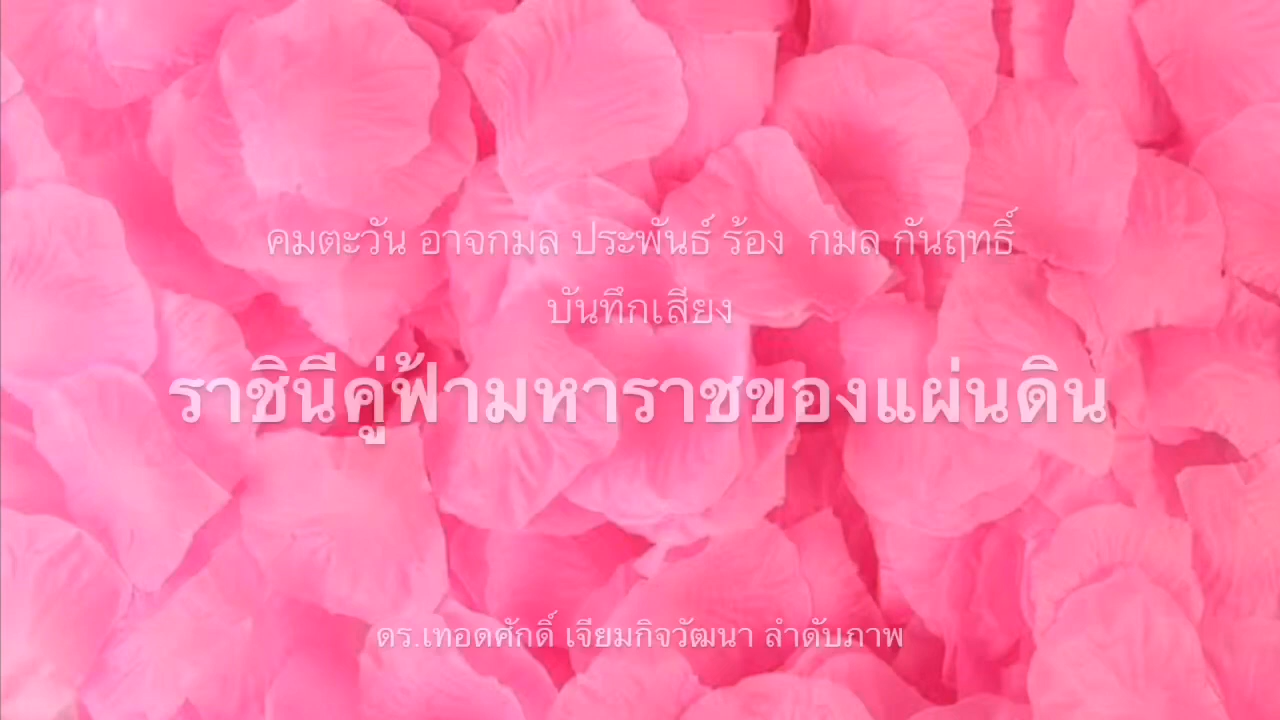 คมตะวัน อาจกมล ประพันธ์ ร้อง  กมล กันฤทธิ์
บันทึกเสียง
ราชินีคู่ฟ้ามหาราชของแผ่นดิน
ดร.เทอดศักดิ์ เจียมกิจวัฒนา ลำดับภาพ